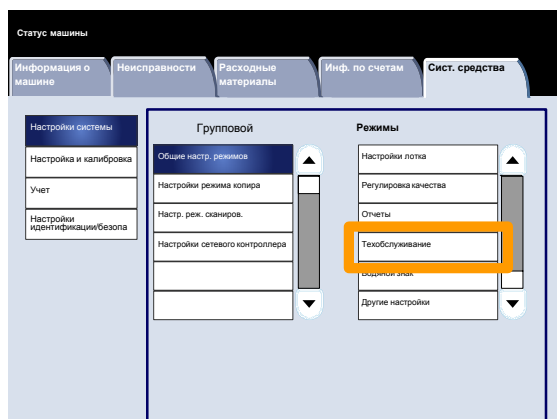 Статус машины
Информация о
машине
Неисправности
Расходные
материалы
Инф. по счетам
Сист. средства
Настройки системы
Настройка и калибровка
Учет
Настройки
идентификации/безопа
Групповой
Общие настр. режимов
Настройки режима копира
Настр. реж. сканиров.
Настройки сетевого контроллера
Режимы
Настройки лотка
Регулировка качества
Отчеты
Техобслуживание
Водяной знак
Другие настройки